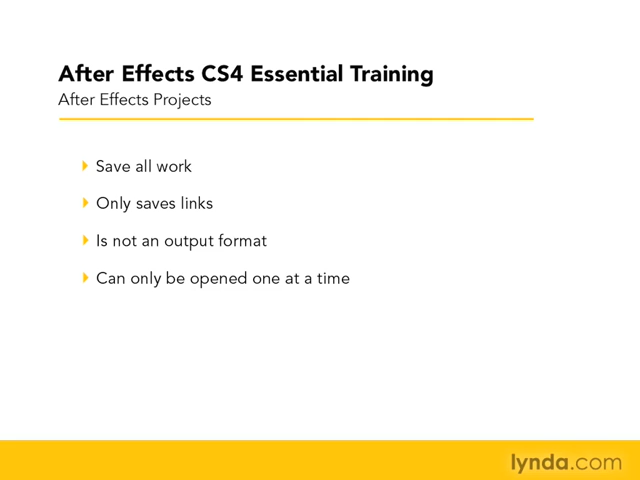 After Effects CS4 Essential Training
After Effects Projects
Save all work
Only saves links
Is not an output format
Can only be opened one at a time
lynda.com